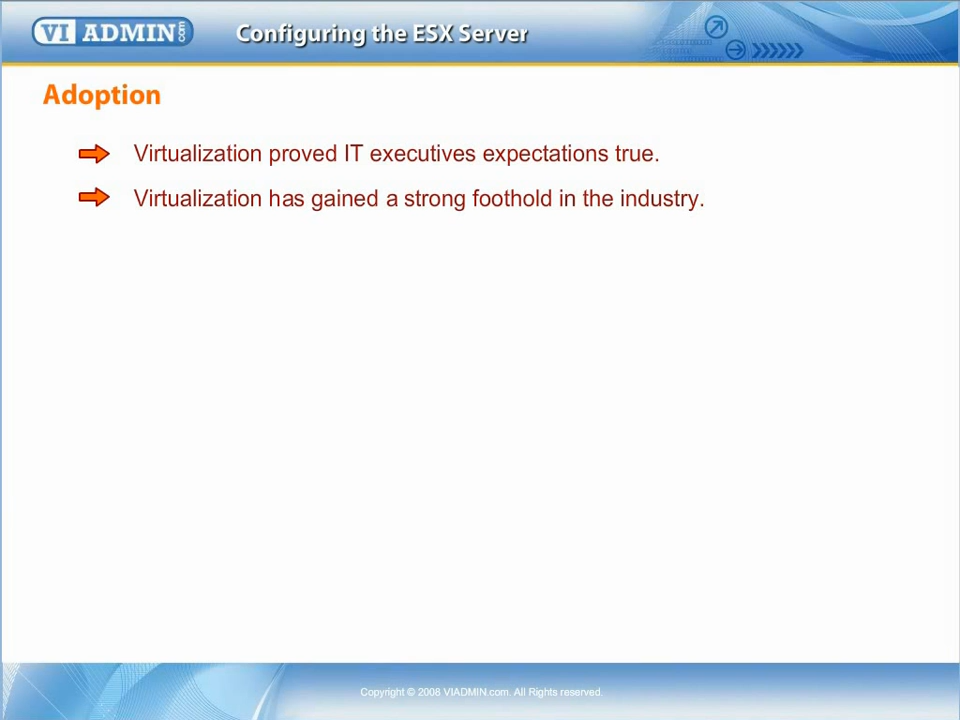 VI ADMIN.com
Configuring the ESX Server
Adoption
Virtualization proved IT executives expectations true.
Virtualization has gained a strong foothold in the industry.
Copyright © 2008 VIADMIN.com. All Rights reserved.